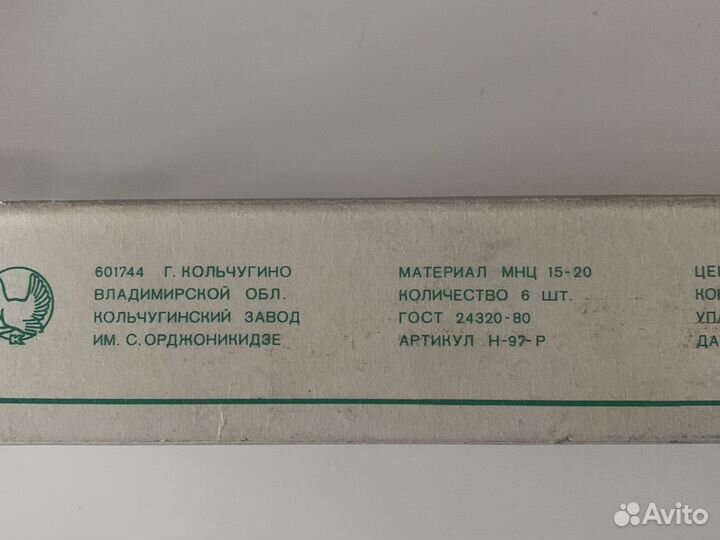 601744 Г. КОЛЬЧУГИНО
ВЛАДИМИРСКОЙ ОБЛ.
КОЛЬЧУГИНСКИЙ ЗАВОД
ИМ. С. ОРДЖОНИКИДЗЕ
МАТЕРИАЛ МНЦ 15-20
КОЛИЧЕСТВО 6 ШТ.
ГОСТ 24320-80
АРТИКУЛ Н-97-Р
Avito